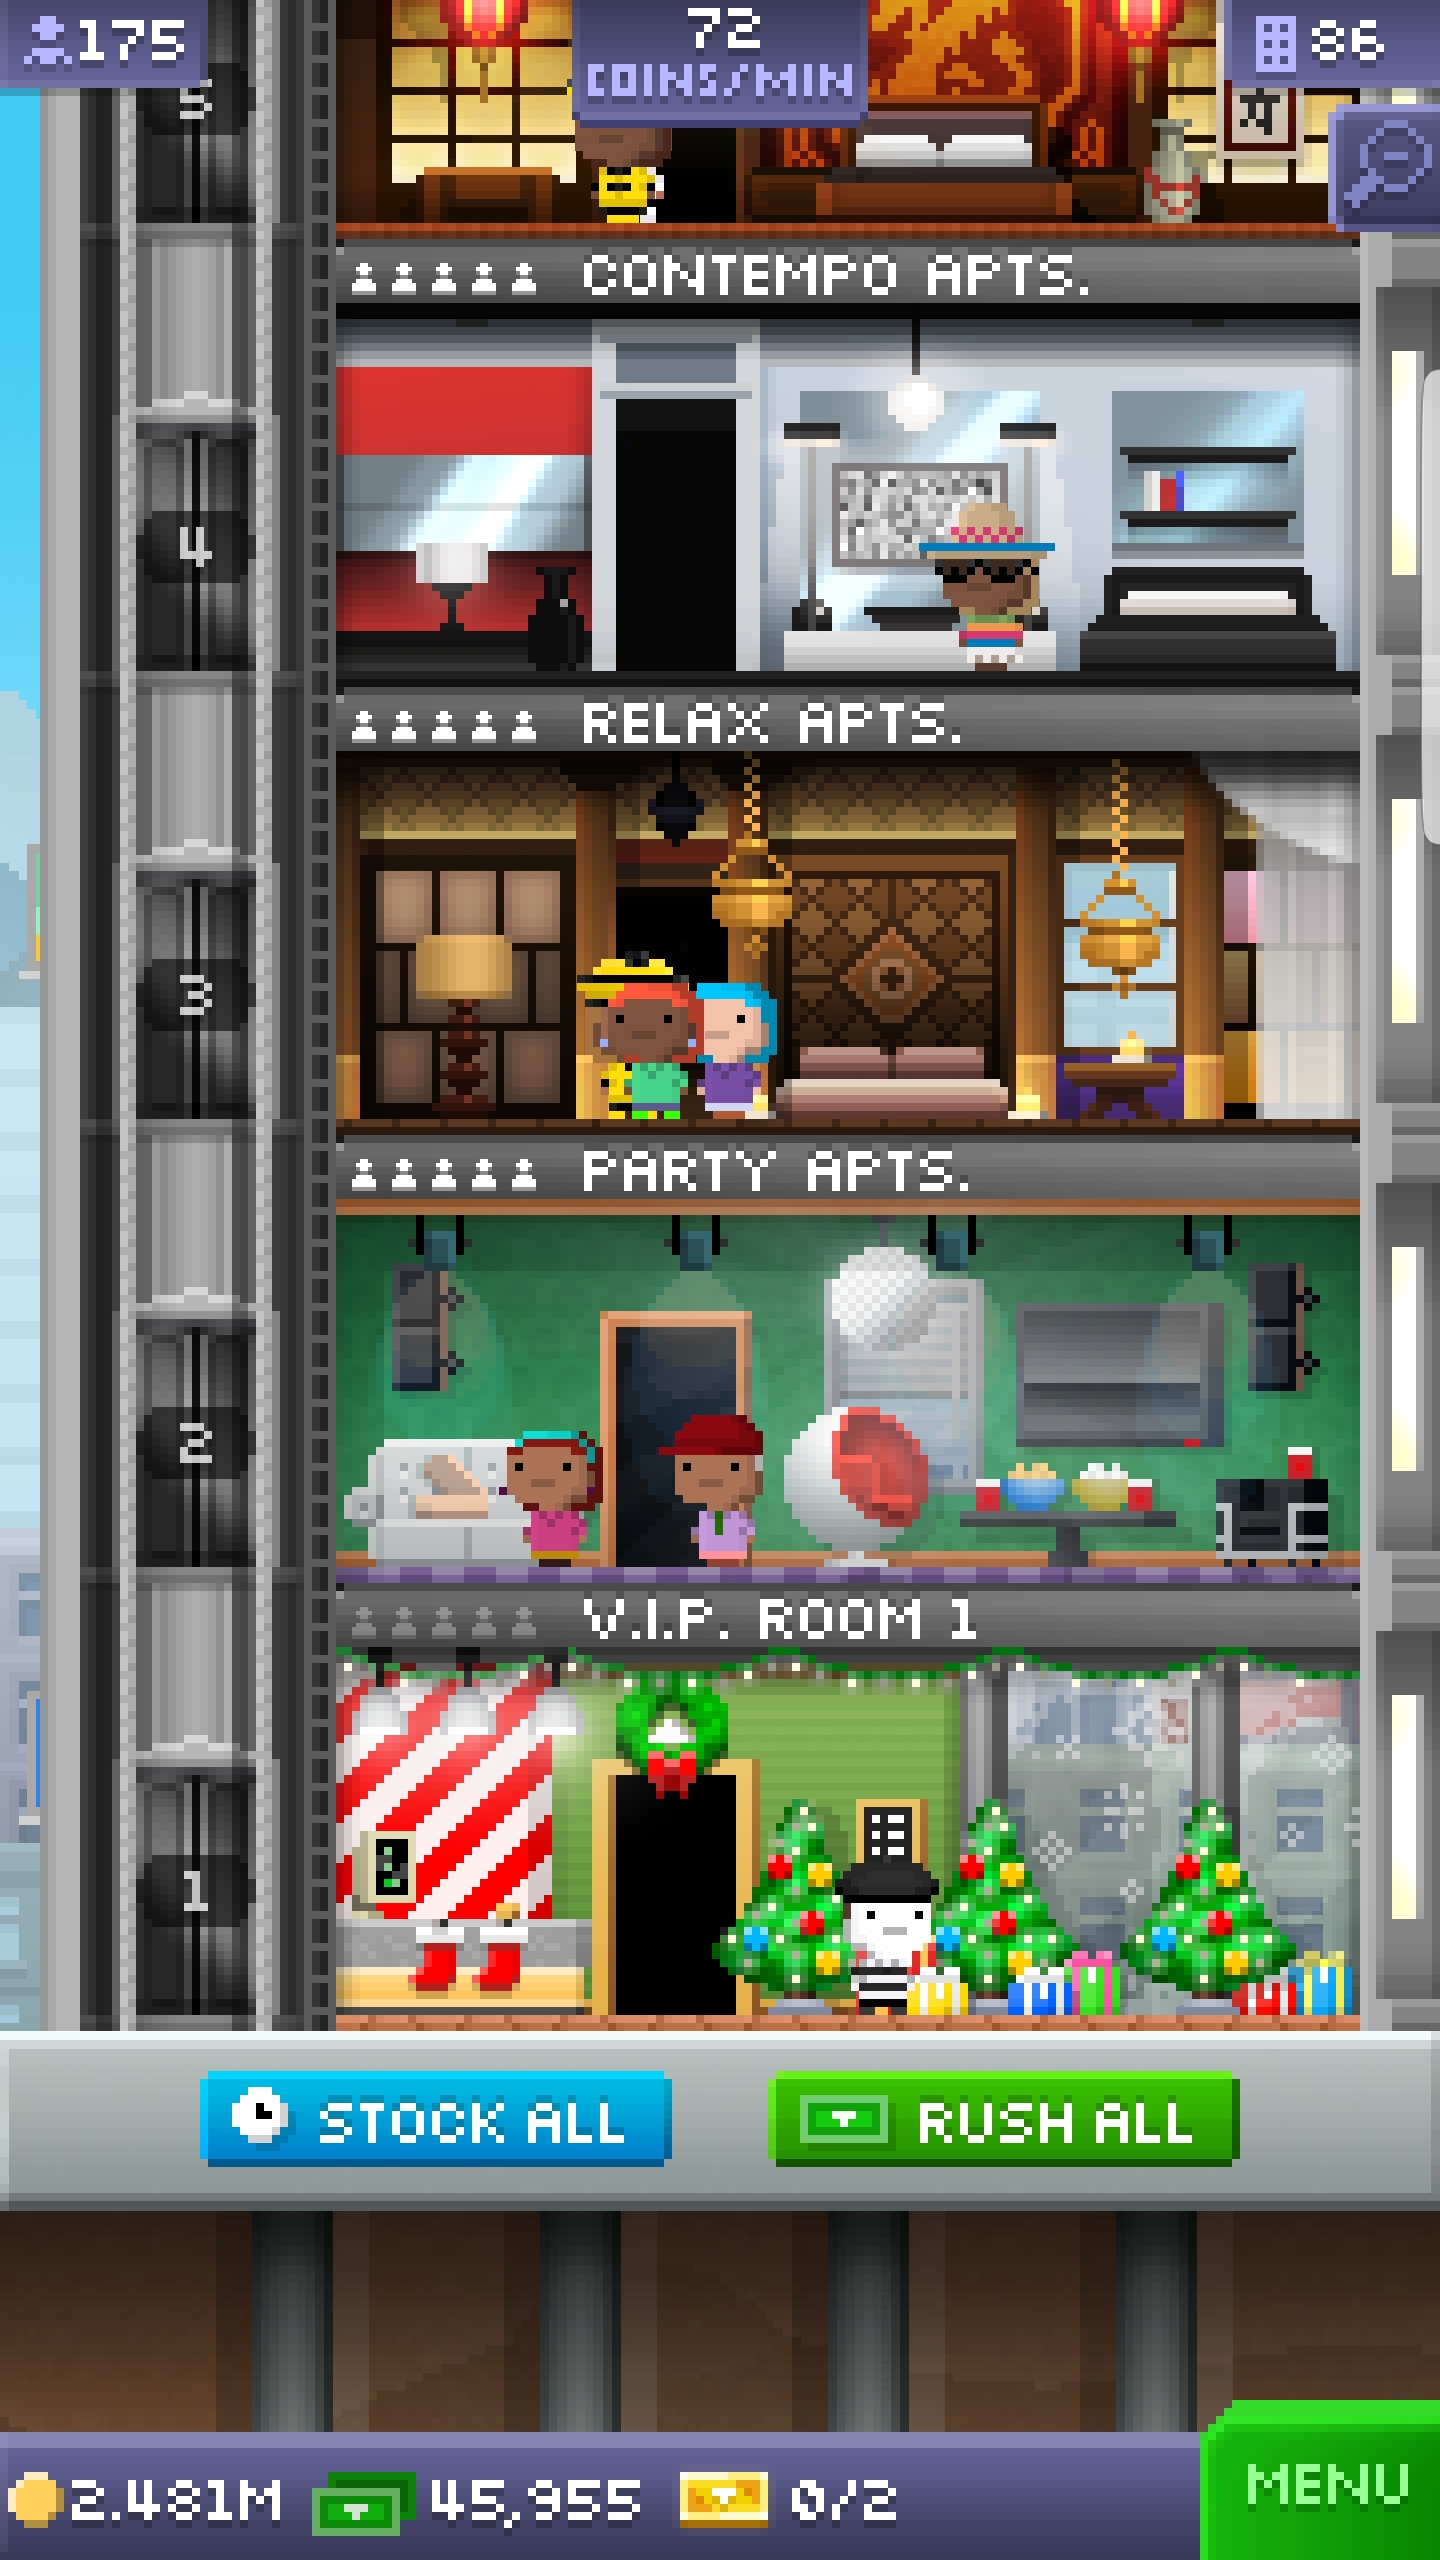 175
72
COINS/MIN
86
5
CONTEMPO APTS.
4
RELAX APTS.
3
PARTY APTS.
2
V.I.P. ROOM 1
1
STOCK ALL
RUSH ALL
2.481M
45,955
0/2
MENU